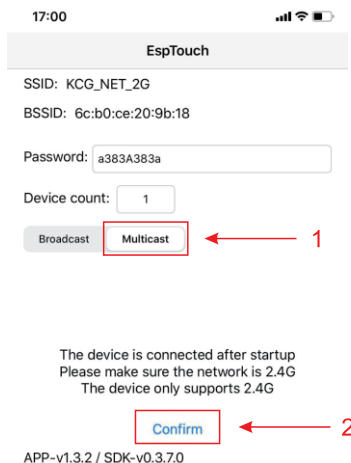 17:00
EspTouch
SSID: KCG_NET_2G
BSSID: 6c:b0:ce:20:9b:18
Password: a383A383a
Device count: 1
Broadcast Multicast 1
The device is connected after startup
Please make sure the network is 2.4G
The device only supports 2.4G
Confirm 2
APP-v1.3.2 / SDK-v0.3.7.0